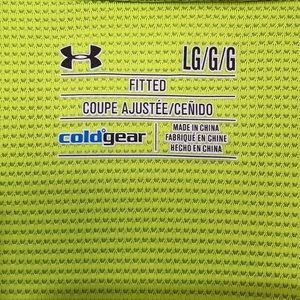 LG/G/G
FITTED
COUPE AJUSTÉE/CEÑIDO
coldgear
MADE IN CHINA
FABRIQUÉ EN CHINE
HECHO EN CHINA